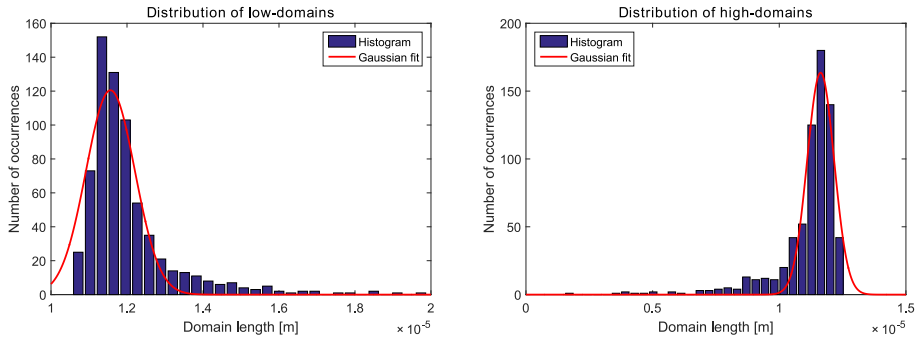 Distribution of low-domains
160
140
120
100
80
60
40
20
0
Number of occurrences
Histogram
Gaussian fit
1
1.2
1.4
1.6
1.8
2
Domain length [m]
× 10⁻⁵
Distribution of high-domains
200
150
100
50
0
Number of occurrences
Histogram
Gaussian fit
0
0.5
1
1.5
Domain length [m]
× 10⁻⁵